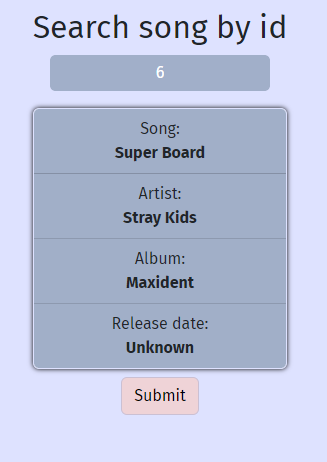 Search song by id
6
Song:
Super Board
Artist:
Stray Kids
Album:
Maxident
Release date:
Unknown
Submit